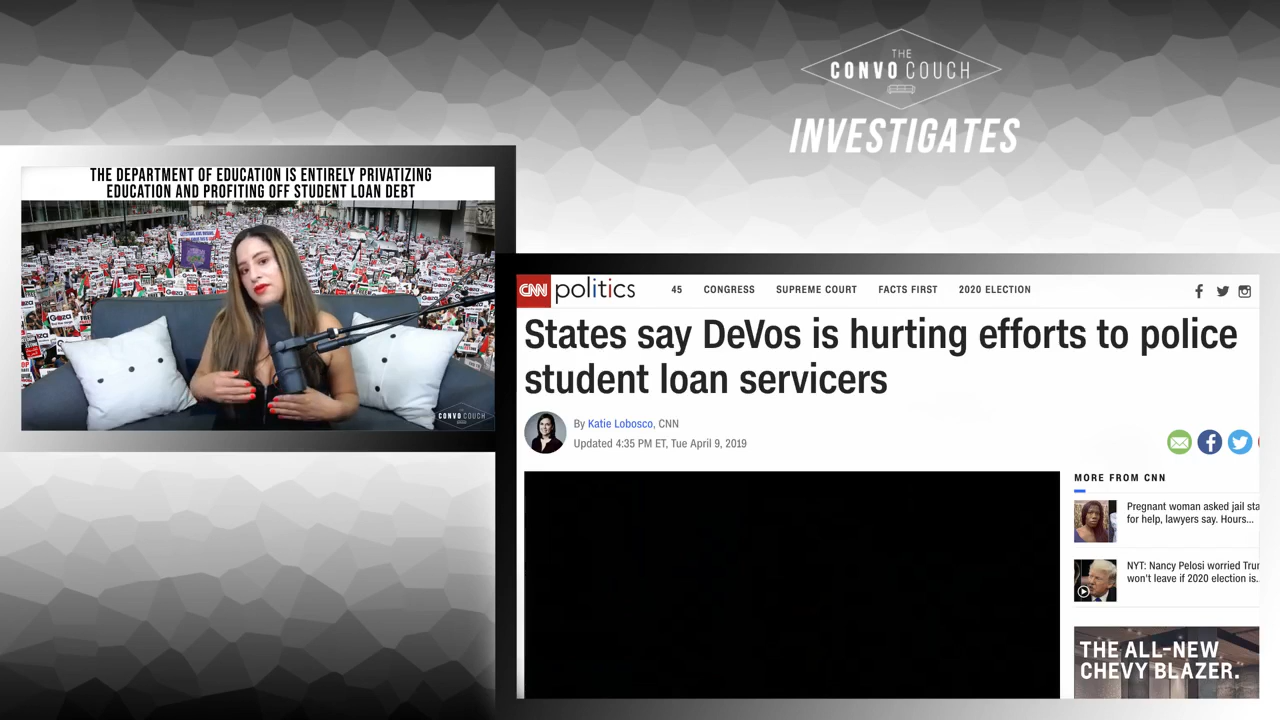 THE
CONVO COUCH
INVESTIGATES
THE DEPARTMENT OF EDUCATION IS ENTIRELY PRIVATIZING
EDUCATION AND PROFITING OFF STUDENT LOAN DEBT
Gaza
Gaza
CONVO COUCH
CNN politics
45 CONGRESS SUPREME COURT FACTS FIRST 2020 ELECTION
States say DeVos is hurting efforts to police
student loan servicers
By Katie Lobosco, CNN
Updated 4:35 PM ET, Tue April 9, 2019
MORE FROM CNN
Pregnant woman asked jail sta
for help, lawyers say. Hours...
NYT: Nancy Pelosi worried Trum
won't leave if 2020 election is..
THE ALL-NEW
CHEVY BLAZER.